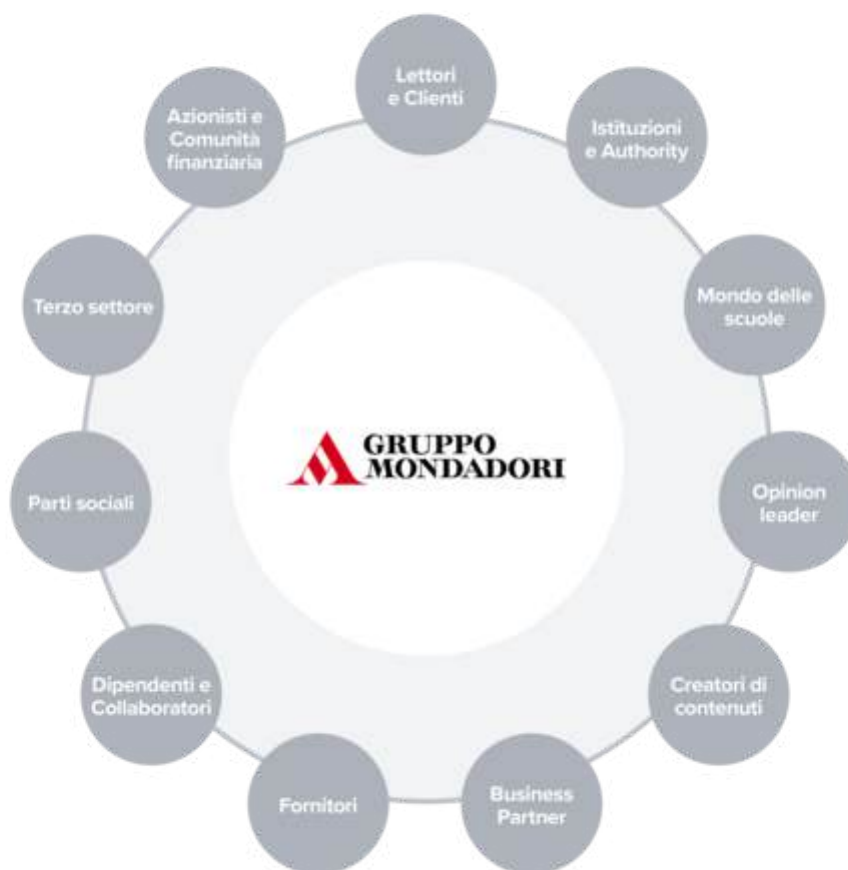 Lettori
e Clienti
Istituzioni
e Authority
Mondo delle
scuole
Opinion
leader
Creatori di
contenuti
Business
Partner
Fornitori
Dipendenti e
Collaboratori
Parti sociali
Terzo settore
Azionisti e
Comunità
finanziaria
GRUPPO
MONDADORI